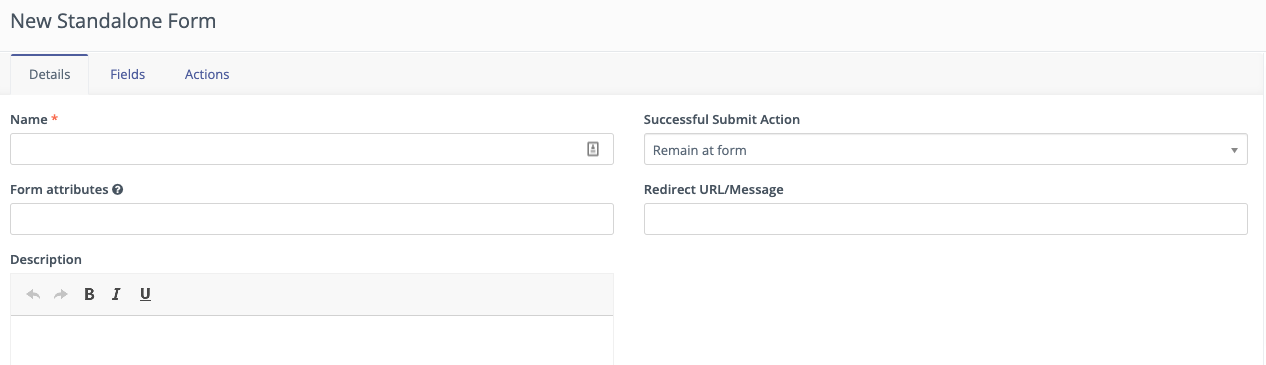 New Standalone Form
Details Fields Actions
Name *
Successful Submit Action
Remain at form
Form attributes ?
Redirect URL/Message
Description
B I U